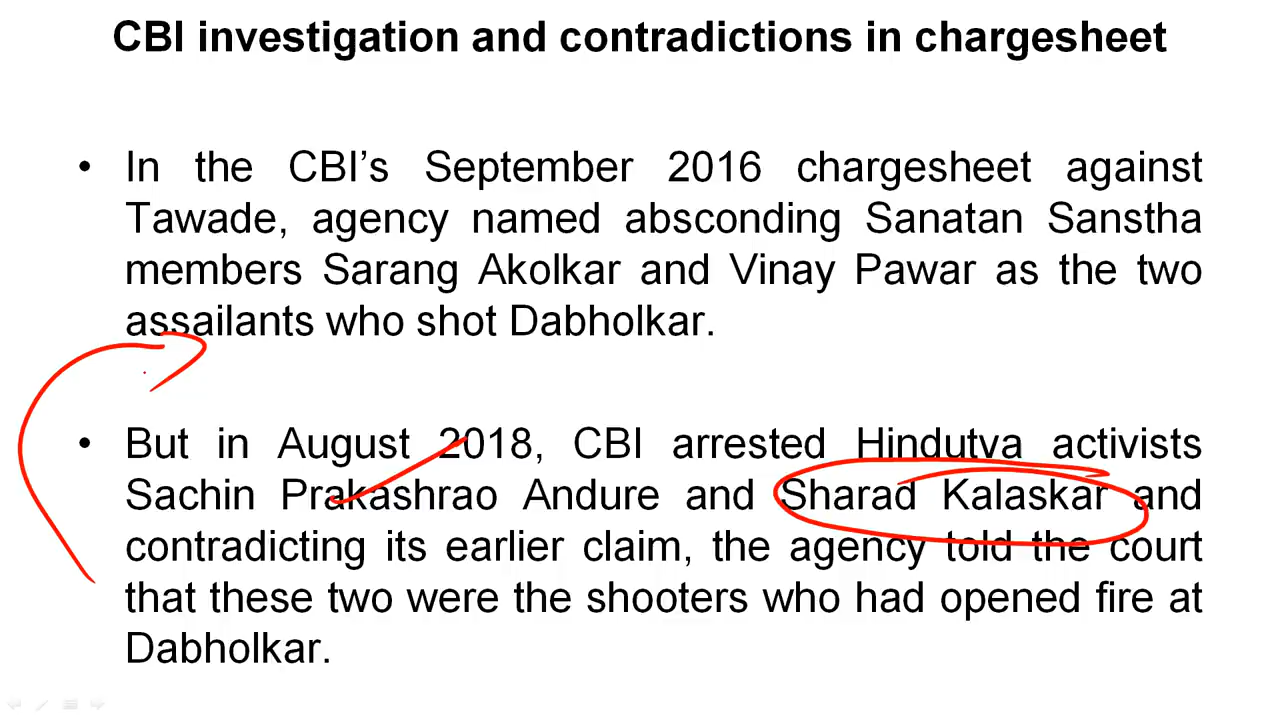 CBI investigation and contradictions in chargesheet
• In the CBI’s September 2016 chargesheet against
Tawade, agency named absconding Sanatan Sanstha
members Sarang Akolkar and Vinay Pawar as the two
assailants who shot Dabholkar.
• But in August 2018, CBI arrested Hindutva activists
Sachin Prakashrao Andure and Sharad Kalaskar and
contradicting its earlier claim, the agency told the court
that these two were the shooters who had opened fire at
Dabholkar.